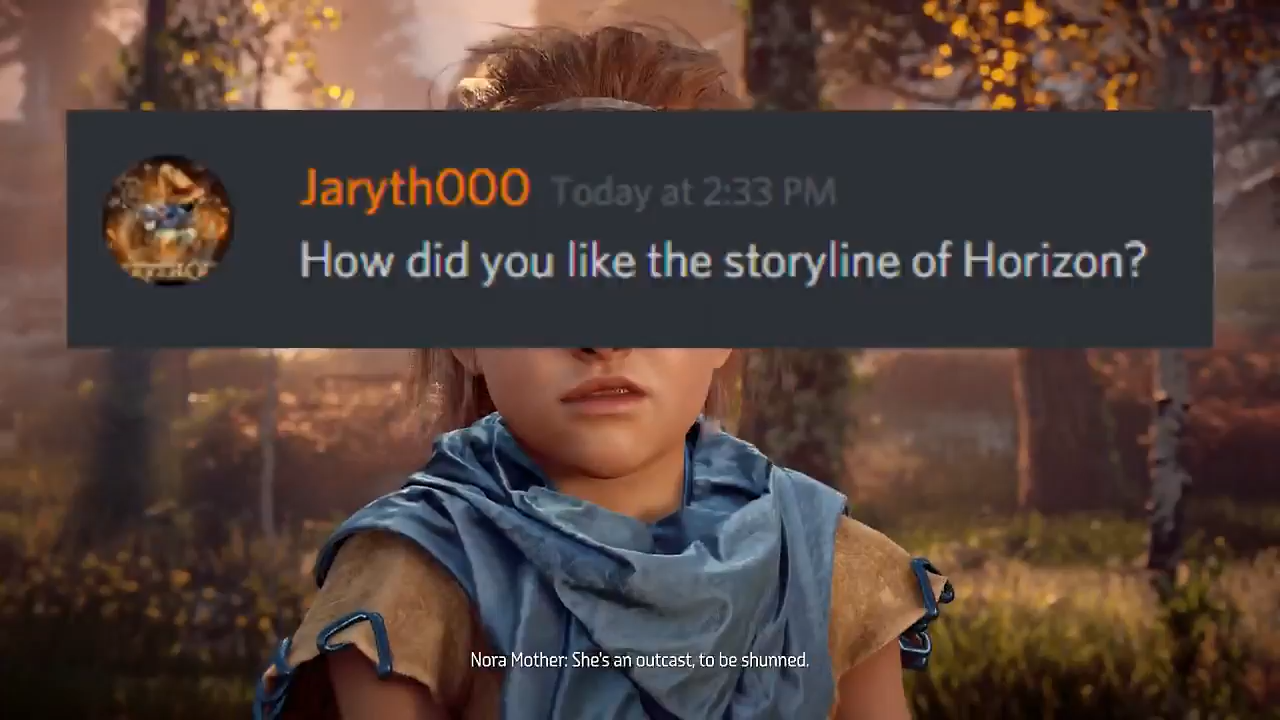 Jaryth000 Today at 2:33 PM
How did you like the storyline of Horizon?
Nora Mother: She's an outcast, to be shunned.